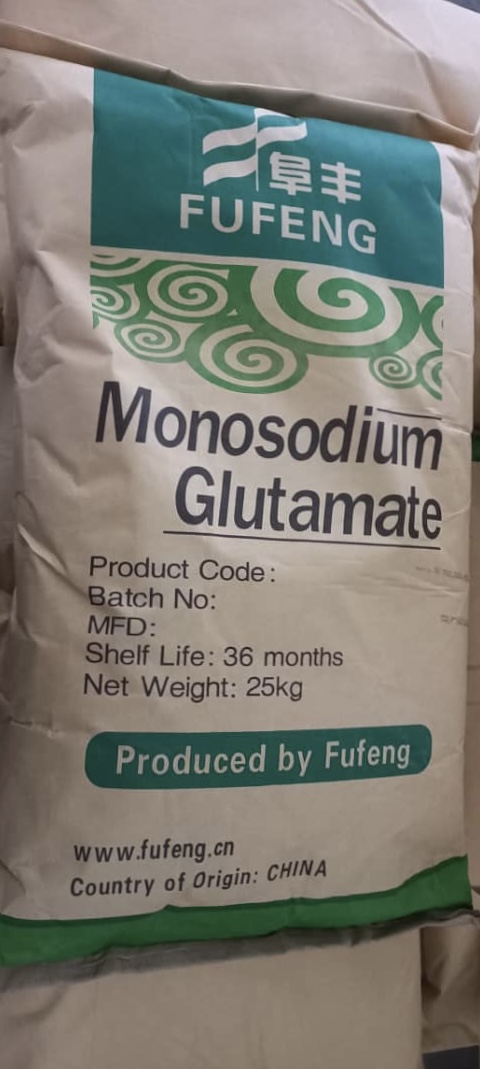 阜丰
FUFENG
Monosodium
Glutamate
Product Code:
Batch No:
MFD:
Shelf Life: 36 months
Net Weight: 25kg
Produced by Fufeng
www.fufeng.cn
Country of Origin: CHINA